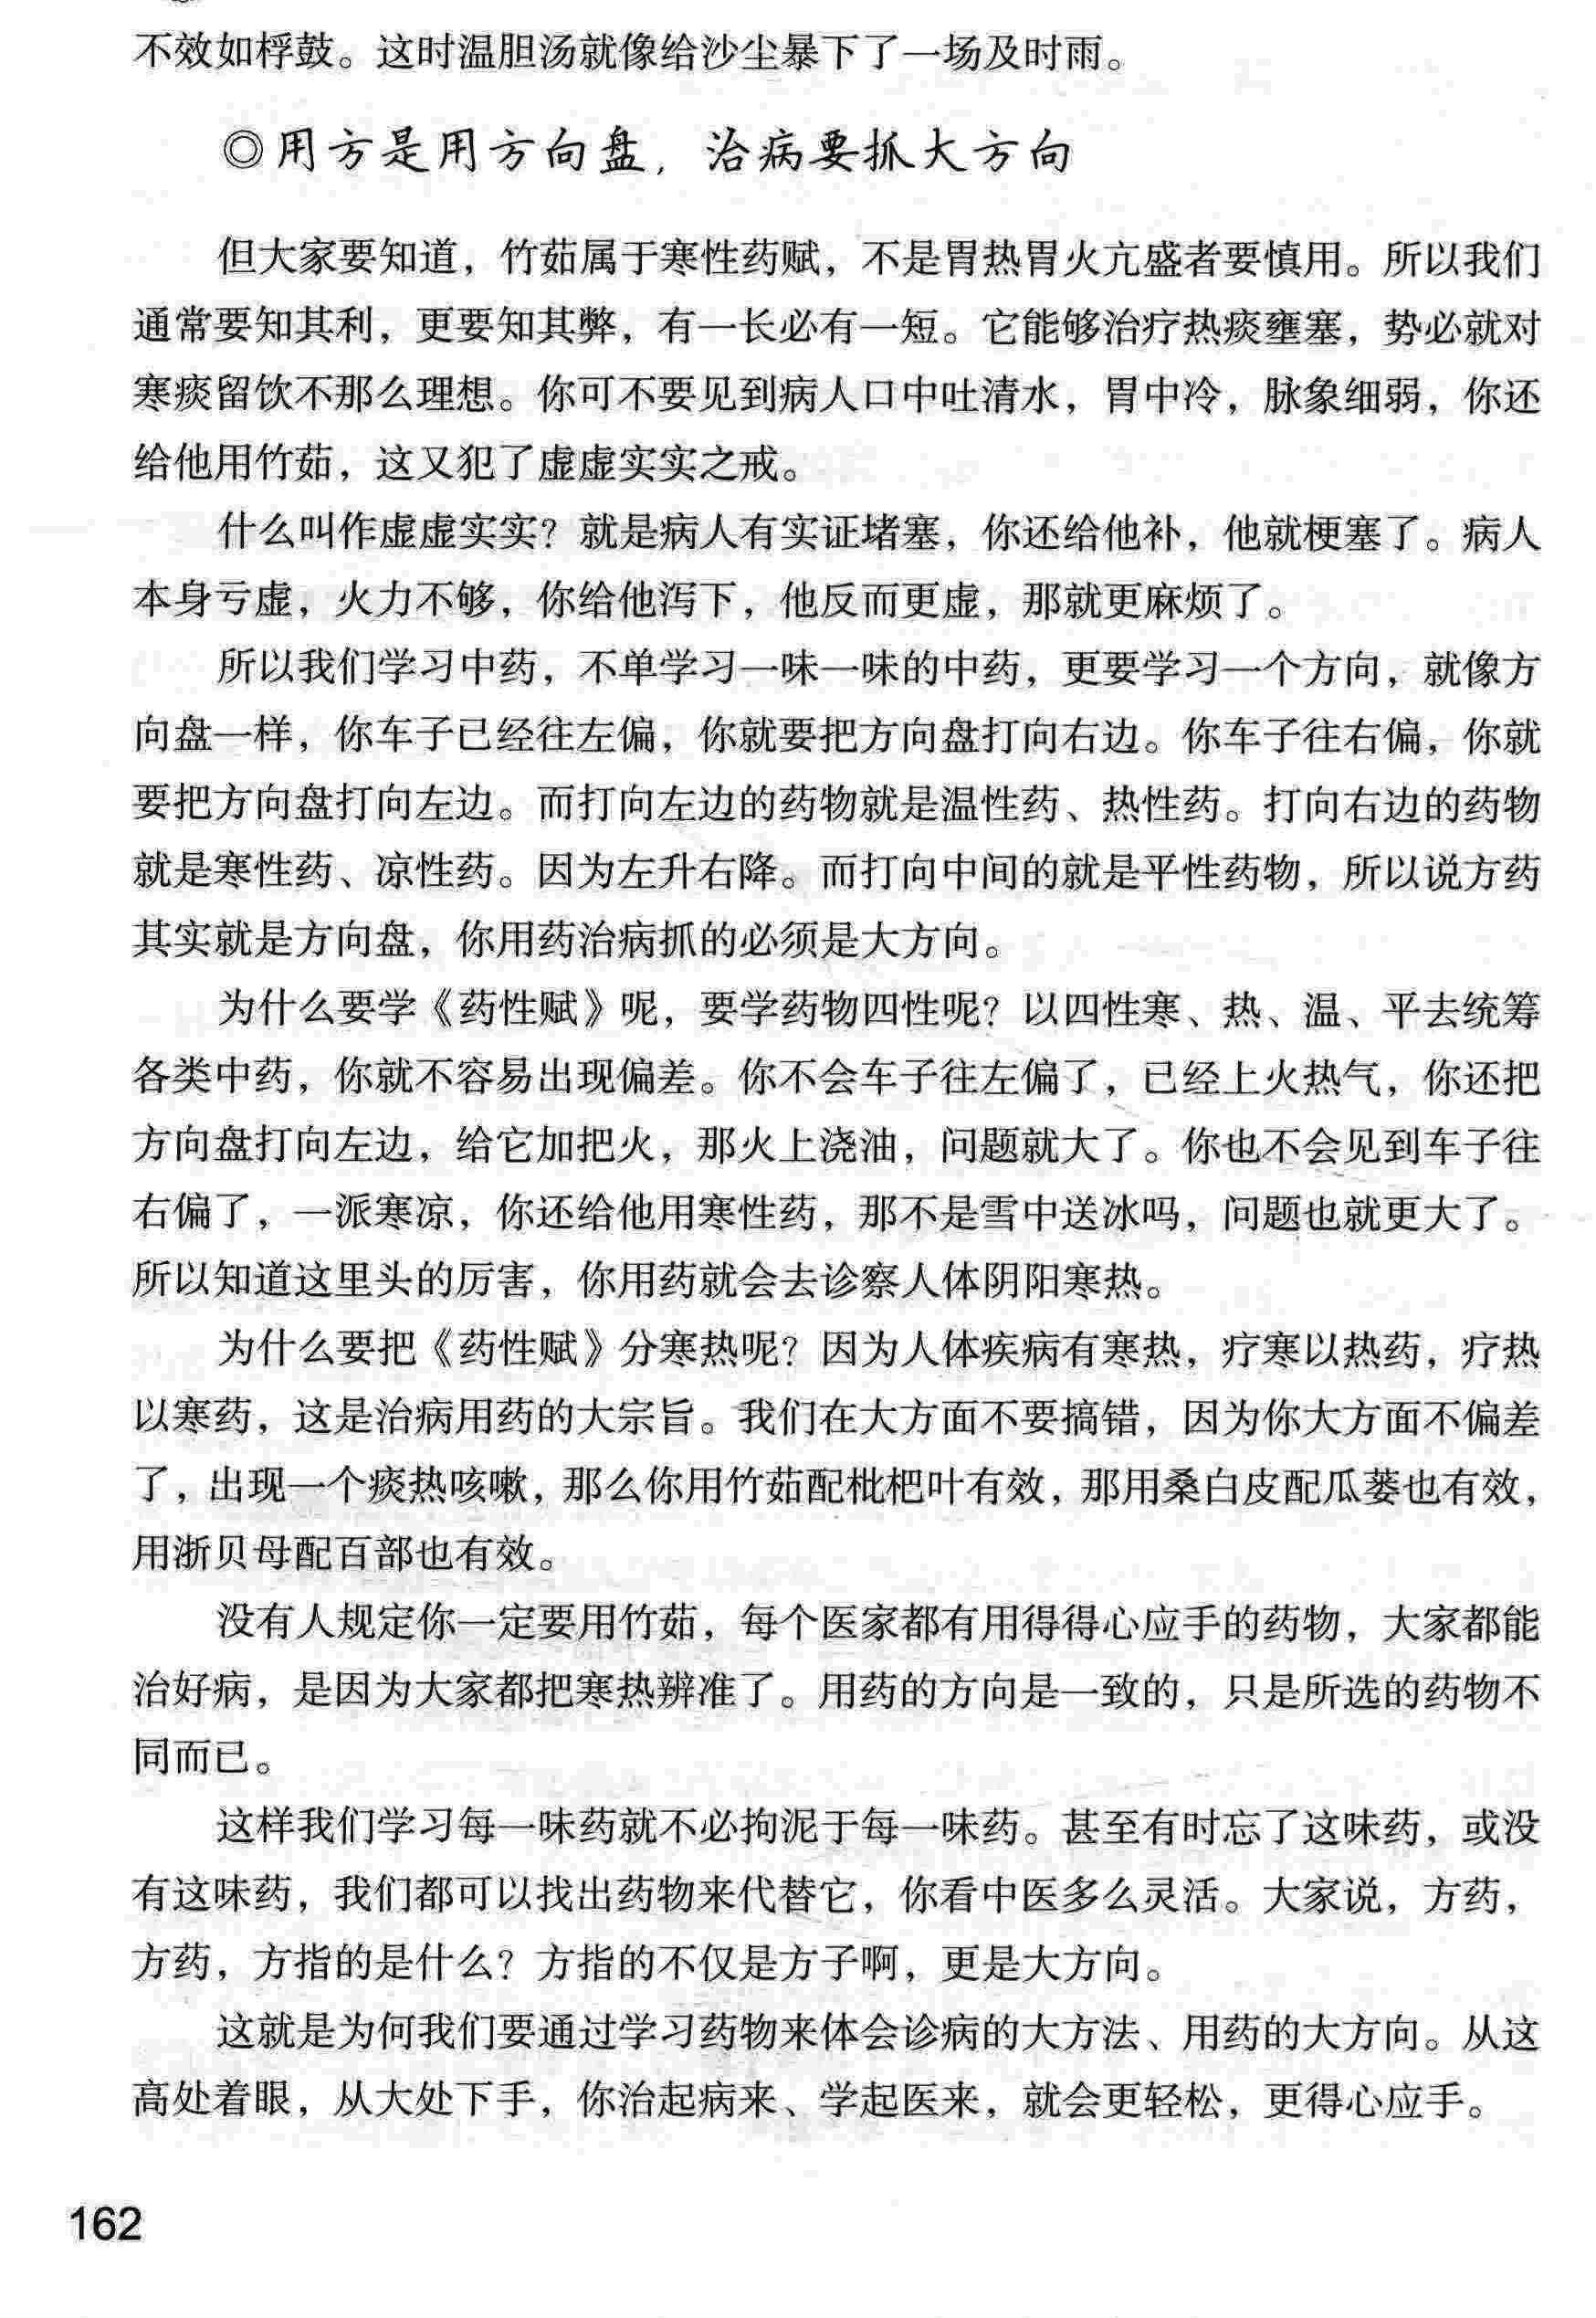 不效如桴鼓。这时温胆汤就像给沙尘暴下了一场及时雨。
◎用方是用方向盘，治病要抓大方向
但大家要知道，竹茹属于寒性药赋，不是胃热胃火亢盛者要慎用。所以我们
通常要知其利，更要知其弊，有一长必有一短。它能够治疗热痰壅塞，势必就对
寒痰留饮不那么理想。你可不要见到病人口中吐清水，胃中冷，脉象细弱，你还
给他用竹茹，这又犯了虚虚实实之戒。
什么叫作虚虚实实？就是病人有实证堵塞，你还给他补，他就梗塞了。病人
本身亏虚，火力不够，你给他泻下，他反而更虚，那就更麻烦了。
所以我们学习中药，不单学习一味一味的中药，更要学习一个方向，就像方
向盘一样，你车子已经往左偏，你就要把方向盘打向右边。你车子往右偏，你就
要把方向盘打向左边。而打向左边的药物就是温性药、热性药。打向右边的药物
就是寒性药、凉性药。因为左升右降。而打向中间的就是平性药物，所以说方药
其实就是方向盘，你用药治病抓的必须是大方向。
为什么要学《药性赋》呢，要学药物四性呢？以四性寒、热、温、平去统筹
各类中药，你就不容易出现偏差。你不会车子往左偏了，已经上火热气，你还把
方向盘打向左边，给它加把火，那火上浇油，问题就大了。你也不会见到车子往
右偏了，一派寒凉，你还给他用寒性药，那不是雪中送冰吗，问题也就更大了。
所以知道这里头的厉害，你用药就会去诊察人体阴阳寒热。
为什么要把《药性赋》分寒热呢？因为人体疾病有寒热，疗寒以热药，疗热
以寒药，这是治病用药的大宗旨。我们在大方面不要搞错，因为你大方面不偏差
了，出现一个痰热咳嗽，那么你用竹茹配枇杷叶有效，那用桑白皮配瓜蒌也有效，
用浙贝母配百部也有效。
没有人规定你一定要用竹茹，每个医家都有用得得心应手的药物，大家都能
治好病，是因为大家都把寒热辨准了。用药的方向是一致的，只是所选的药物不
同而已。
这样我们学习每一味药就不必拘泥于每一味药。甚至有时忘了这味药，或没
有这味药，我们都可以找出药物来代替它，你看中医多么灵活。大家说，方药，
方药，方指的是什么？方指的不仅是方子啊，更是大方向。
这就是为何我们要通过学习药物来体会诊病的大方法、用药的大方向。从这
高处着眼，从大处下手，你治起病来、学起医来，就会更轻松，更得心应手。
162